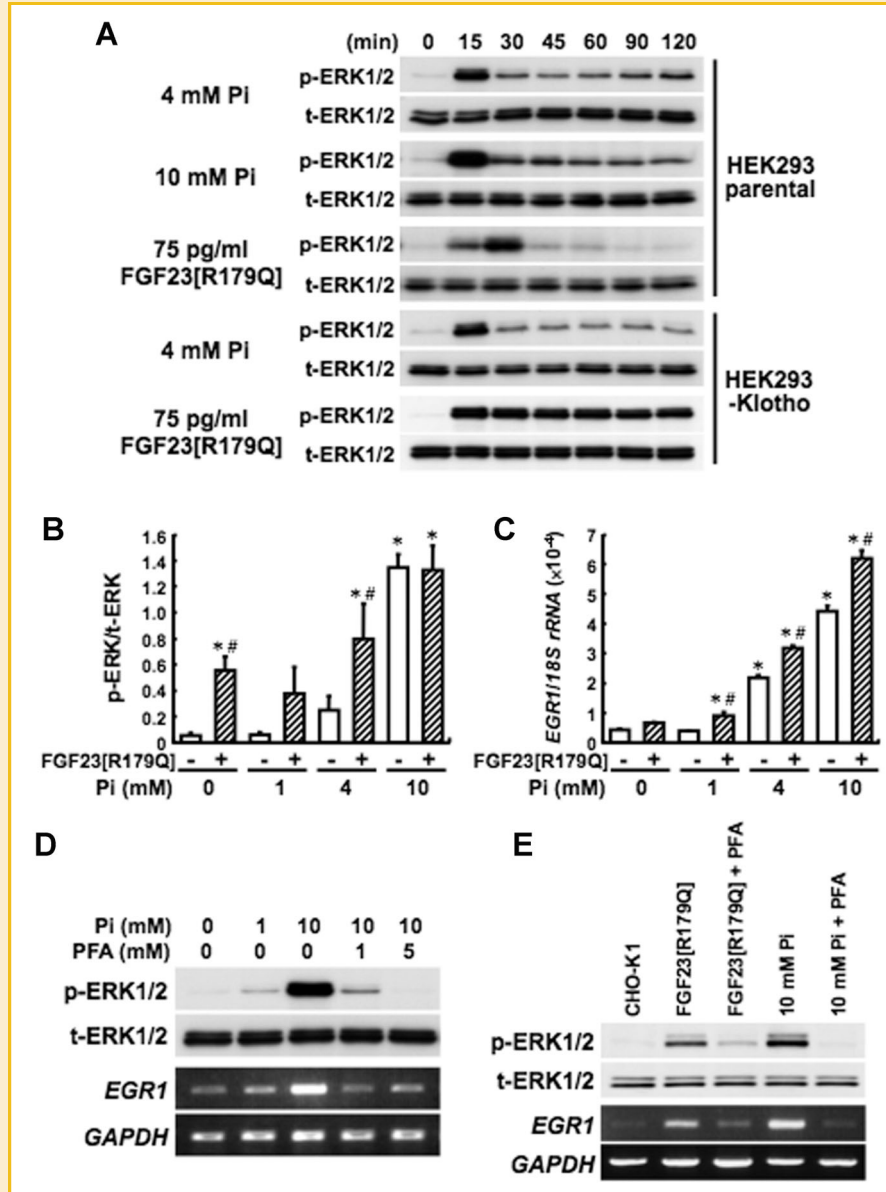 A
(min) 0 15 30 45 60 90 120
4 mM Pi
p-ERK1/2
t-ERK1/2
10 mM Pi
p-ERK1/2
t-ERK1/2
75 pg/ml
FGF23[R179Q]
p-ERK1/2
t-ERK1/2
HEK293
parental
4 mM Pi
p-ERK1/2
t-ERK1/2
75 pg/ml
FGF23[R179Q]
p-ERK1/2
t-ERK1/2
HEK293
-Klotho
B
p-ERK/t-ERK
1.6
1.4
1.2
1.0
0.8
0.6
0.4
0.2
0
*# *# * *
FGF23[R179Q] - + - + - + - +
Pi (mM) 0 1 4 10
C
EGR1/18S rRNA (×10-4)
7
6
5
4
3
2
1
0
*# * *# * *#
FGF23[R179Q] - + - + - + - +
Pi (mM) 0 1 4 10
D
Pi (mM) 0 1 10 10 10
PFA (mM) 0 0 0 1 5
p-ERK1/2
t-ERK1/2
EGR1
GAPDH
E
CHO-K1
FGF23[R179Q]
FGF23[R179Q] + PFA
10 mM Pi
10 mM Pi + PFA
p-ERK1/2
t-ERK1/2
EGR1
GAPDH